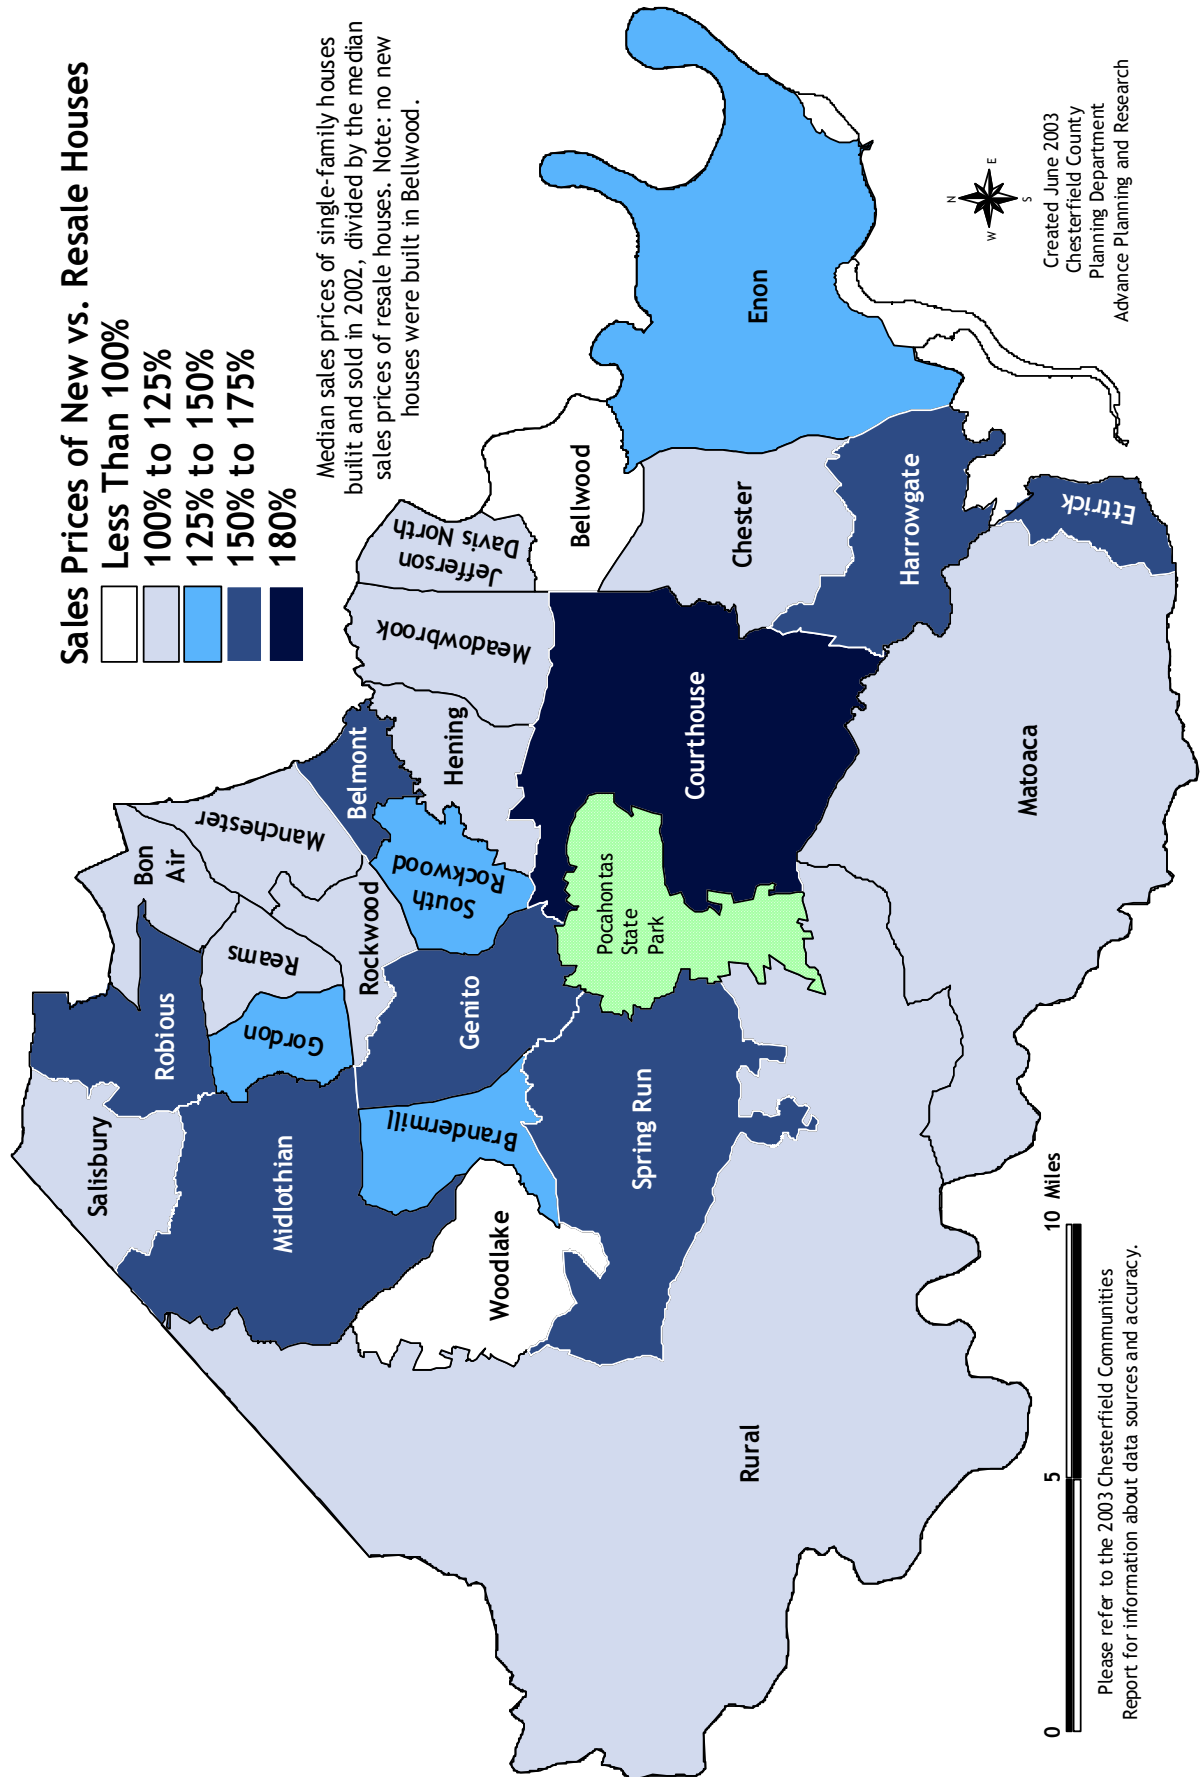 Sales Prices of New vs. Resale Houses
Less Than 100%
100% to 125%
125% to 150%
150% to 175%
180%
Median sales prices of single-family houses
builit and sold in 2002, divided by the median
sales prices of resale houses. Note: no new
houses were built in Bellwood.
Salisbury
Robious
Bon
Air
Manchester
Reams
Gordon
Midlothian
Rockwood
Belmont
South
Rockwood
Hening
Meadowbrook
Jefferson
Davis North
Bellwood
Genito
Brandermill
Woodlake
Spring Run
Pocahontas
State
Park
Courthouse
Chester
Enon
Harrowgate
Ettrick
Matoaca
Rural
N
W
E
S
Created June 2003
Chesterfield County
Planning Department
Advance Planning and Research
0
5
10 Miles
Please refer to the 2003 Chesterfield Communities
Report for information about data sources and accuracy.